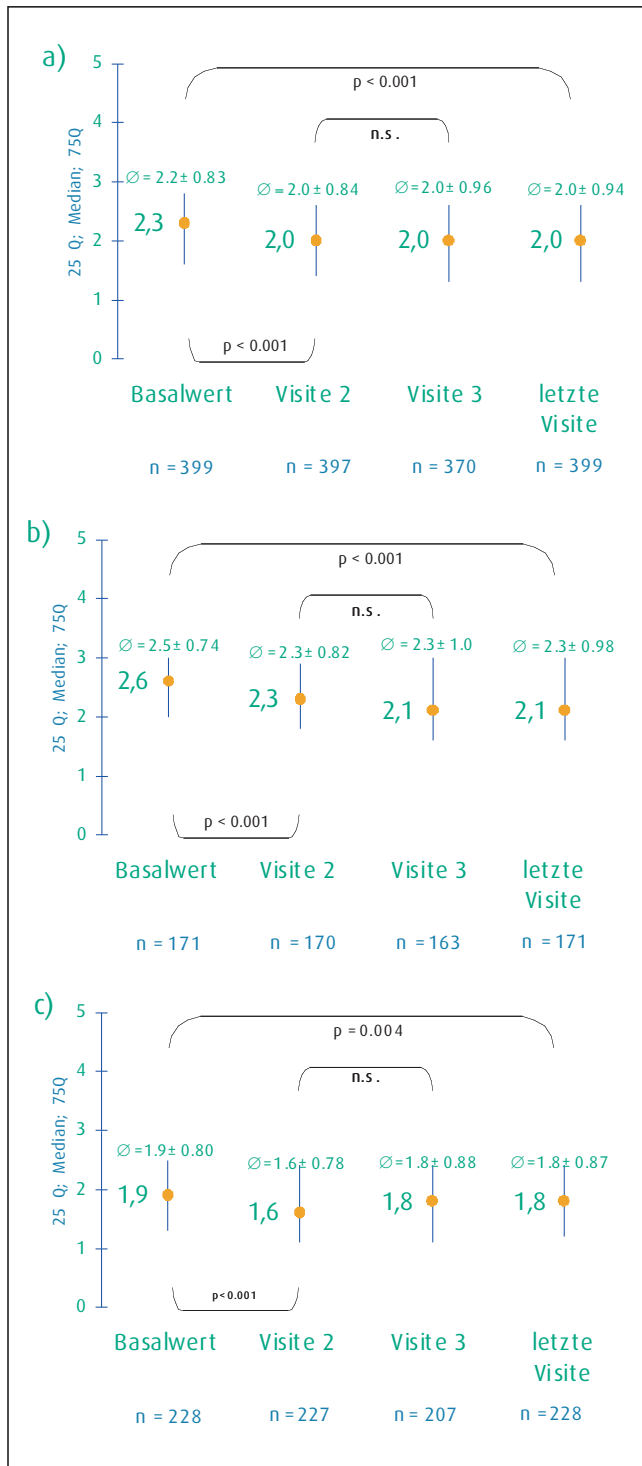 a)
5
p < 0.001
4
n.s.
3
Ø = 2.2 ± 0.83
Ø = 2.0 ± 0.84
Ø = 2.0 ± 0.96
Ø = 2.0 ± 0.94
25 Q; Median; 75Q
2,3
2,0
2,0
2,0
2
1
p < 0.001
0
Basalwert
Visite 2
Visite 3
letzte
Visite
n = 399
n = 397
n = 370
n = 399
b)
5
p < 0.001
4
n.s.
Ø = 2.5 ± 0.74
Ø = 2.3 ± 0.82
Ø = 2.3 ± 1.0
Ø = 2.3 ± 0.98
3
25 Q; Median; 75Q
2,6
2,3
2,1
2,1
2
1
p < 0.001
0
Basalwert
Visite 2
Visite 3
letzte
Visite
n = 171
n = 170
n = 163
n = 171
c)
5
p = 0.004
4
n.s.
3
Ø = 1.9 ± 0.80
Ø = 1.6 ± 0.78
Ø = 1.8 ± 0.88
Ø = 1.8 ± 0.87
25 Q; Median; 75Q
2
1,9
1,6
1,8
1,8
1
p < 0.001
0
Basalwert
Visite 2
Visite 3
letzte
Visite
n = 228
n = 227
n = 207
n = 228